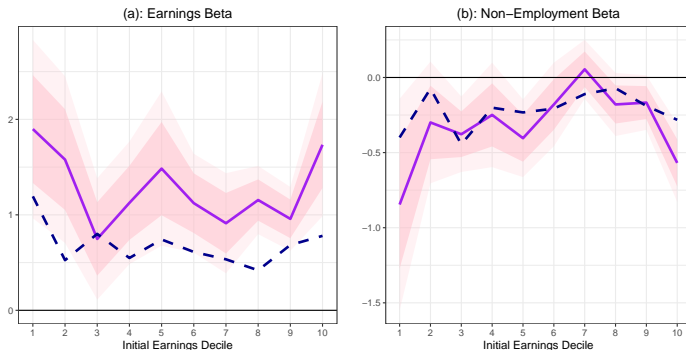 (a): Earnings Beta
2
1
0
1 2 3 4 5 6 7 8 9 10
Initial Earnings Decile
(b): Non−Employment Beta
0.0
−0.5
−1.0
−1.5
1 2 3 4 5 6 7 8 9 10
Initial Earnings Decile